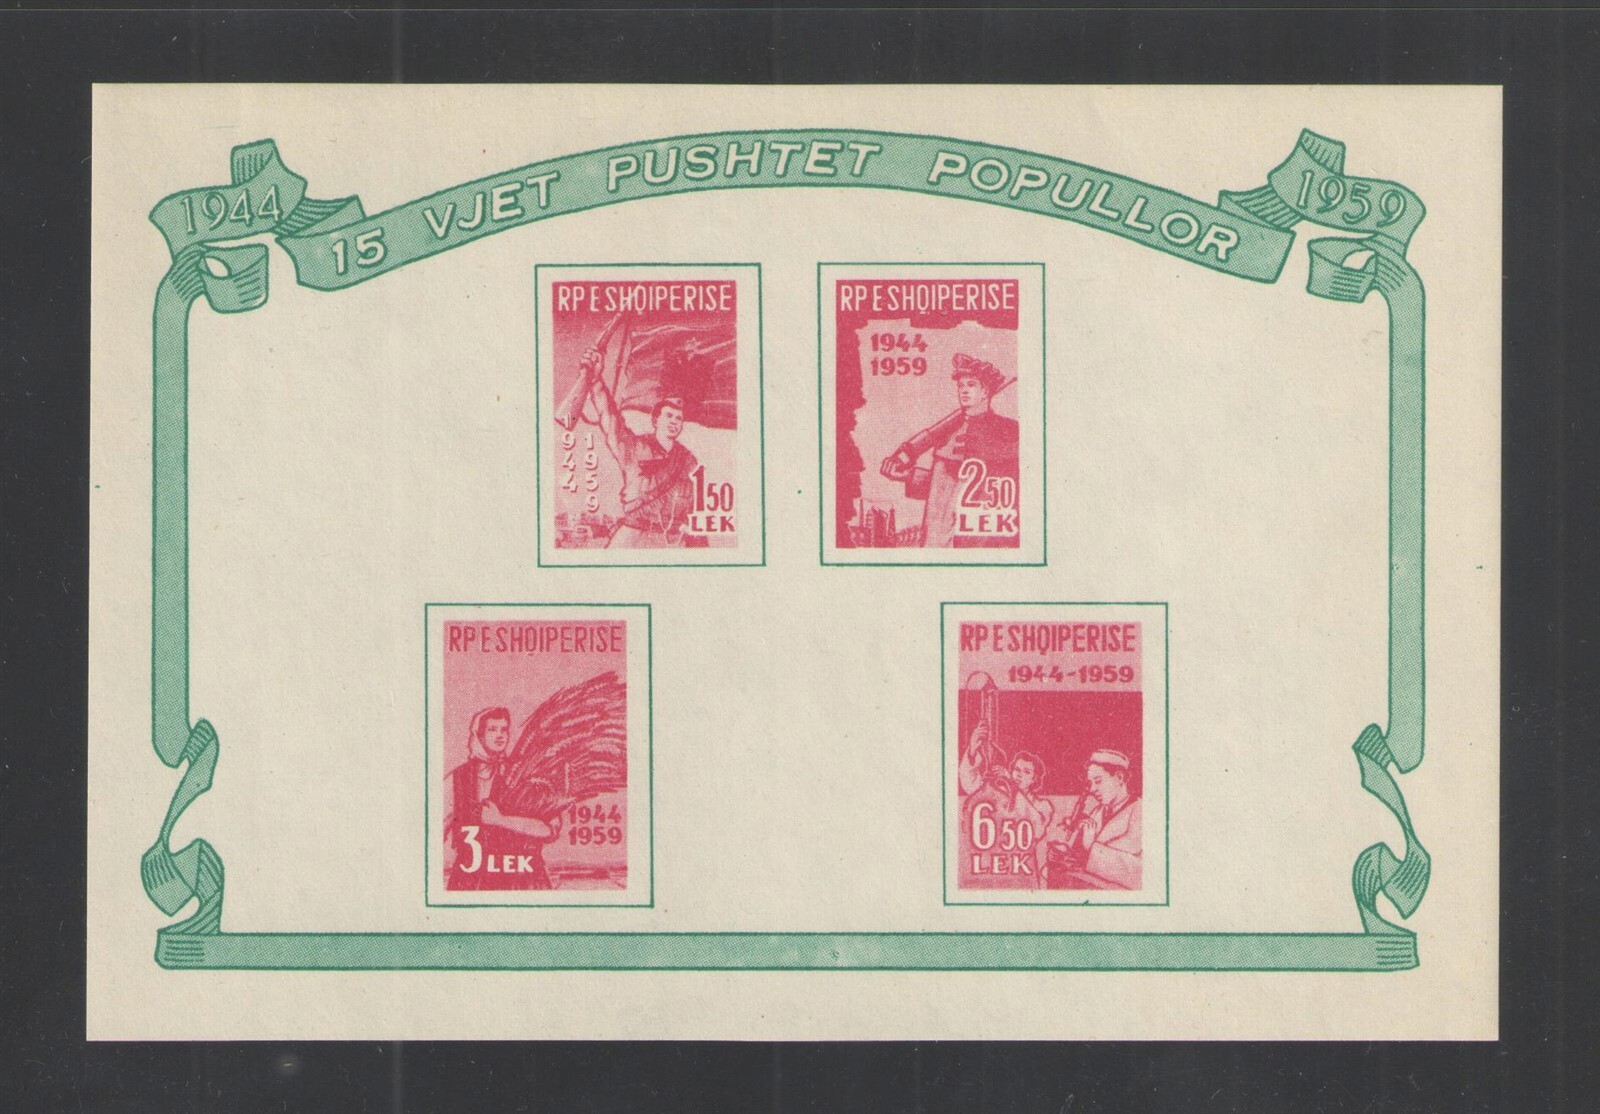 1944
15 VJET PUSHTET POPULLOR
1959
RP E SHQIPERISE
1944
1959
1 50
LEK
RP E SHQIPERISE
1944
1959
2 50
LEK
RP E SHQIPERISE
1944
1959
3 LEK
RP E SHQIPERISE
1944-1959
6 50
LEK